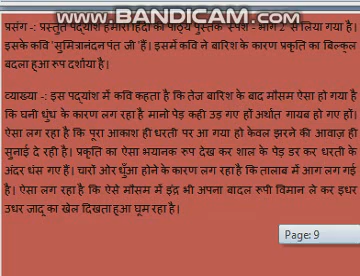 WWW.BANDICAM.COM
प्रसंग -: प्रस्तुत पद्यांश हमारी हिंदी की पाठ्य पुस्तक 'स्पर्श - भाग 2' से लिया गया है।
इसके कवि 'सुमित्रानंदन पंत जी 'हैं। इसमें कवि ने बारिश के कारण प्रकृति का बिल्कुल
बदला हुआ रूप दर्शाया है।
व्याख्या -: इस पद्यांश में कवि कहता है कि तेज बारिश के बाद मौसम ऐसा हो गया है
कि घनी धुंध के कारण लग रहा है मानो पेड़ कही उड़ गए हों अर्थात गायब हो गए हों।
ऐसा लग रहा है कि पूरा आकाश ही धरती पर आ गया हो केवल झरने की आवाज़ ही
सुनाई दे रही है। प्रकृति का ऐसा भयानक रूप देख कर शाल के पेड़ डर कर धरती के
अंदर धंस गए हैं। चारों ओर धुँआ होने के कारण लग रहा है कि तालाब में आग लग गई
है। ऐसा लग रहा है कि ऐसे मौसम में इंद्र भी अपना बादल रूपी विमान ले कर इधर
उधर जादू का खेल दिखता हुआ घूम रहा है।
Page: 9